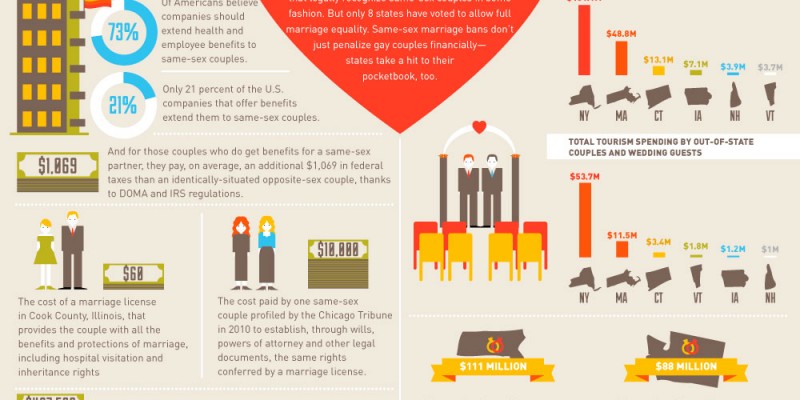 Of Americans believe
companies should
extend health and
employee benefits to
same-sex couples.
73%
21%
Only 21 percent of the U.S.
companies that offer benefits
extend them to same-sex couples.
$1,069
And for those couples who do get benefits for a same-sex
partner, they pay, on average, an additional $1,069 in federal
taxes than an identically-situated opposite-sex couple, thanks
to DOMA and IRS regulations.
$60
The cost of a marriage license
in Cook County, Illinois, that
provides the couple with all the
benefits and protections of marriage,
including hospital visitation and
inheritance rights
$10,000
The cost paid by one same-sex
couple profiled by the Chicago Tribune
in 2010 to establish, through wills,
powers of attorney and other legal
documents, the same rights
conferred by a marriage license.
that legally recognize same-sex couples in some
fashion. But only 8 states have voted to allow full
marriage equality. Same-sex marriage bans don't
just penalize gay couples financially—
states take a hit to their
pocketbook, too.
$48.8M
$13.1M
$7.1M
$3.9M
$3.7M
NY MA CT IA NH VT
TOTAL TOURISM SPENDING BY OUT-OF-STATE
COUPLES AND WEDDING GUESTS
$53.7M
$11.5M
$3.4M
$1.8M
$1.2M
$1M
NY MA CT VT IA NH
$111 MILLION
$88 MILLION